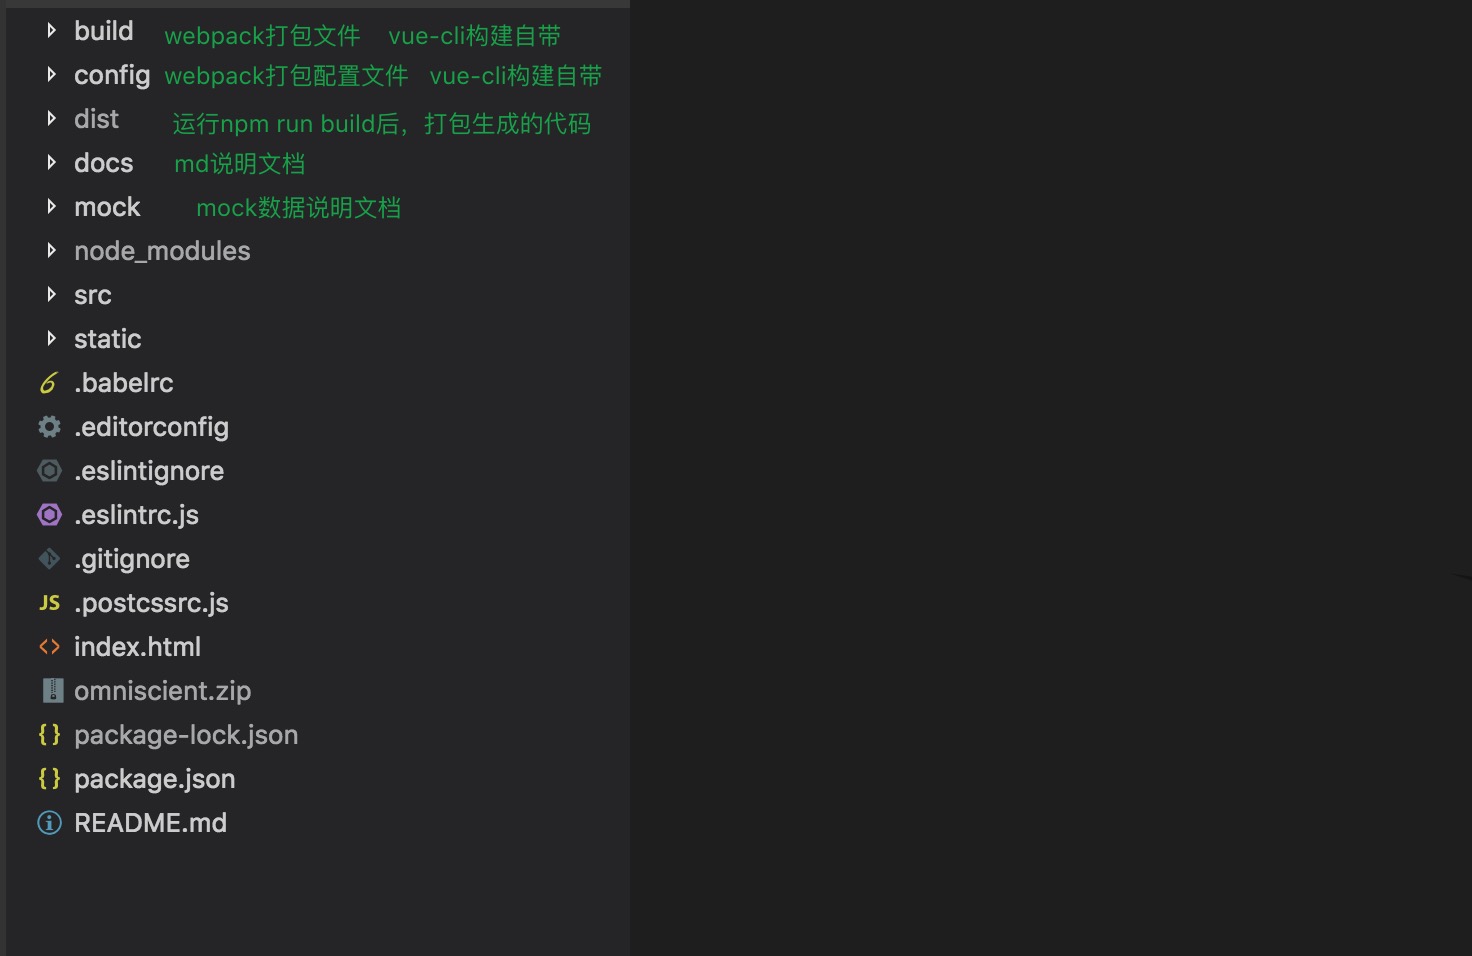 build webpack打包文件 vue-cli构建自带
config webpack打包配置文件 vue-cli构建自带
dist 运行npm run build后，打包生成的代码
docs md说明文档
mock mock数据说明文档
node_modules
src
static
.babelrc
.editorconfig
.eslintignore
.eslintrc.js
.gitignore
JS .postcssrc.js
index.html
omniscient.zip
package-lock.json
package.json
README.md